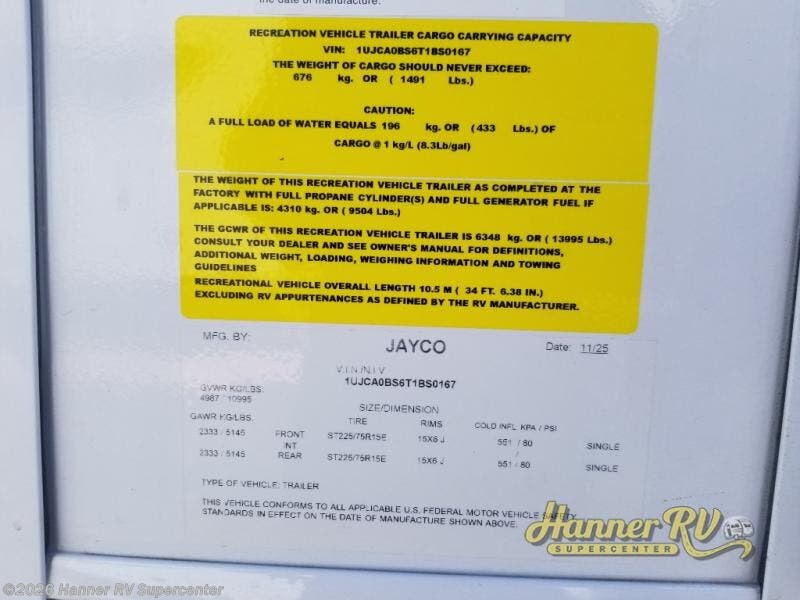 the date of manufacture.
RECREATION VEHICLE TRAILER CARGO CARRYING CAPACITY
VIN: 1UJCA0BS6T1BS0167
THE WEIGHT OF CARGO SHOULD NEVER EXCEED:
676 kg. OR ( 1491 Lbs.)
CAUTION:
A FULL LOAD OF WATER EQUALS 196 kg. OR (433 Lbs.) OF
CARGO @ 1 kg/L (8.3Lb/gal)
THE WEIGHT OF THIS RECREATION VEHICLE TRAILER AS COMPLETED AT THE
FACTORY WITH FULL PROPANE CYLINDER(S) AND FULL GENERATOR FUEL IF
APPLICABLE IS: 4310 kg. OR ( 9504 Lbs.)
THE GCWR OF THIS RECREATION VEHICLE TRAILER IS 6348 kg. OR ( 13995 Lbs.)
CONSULT YOUR DEALER AND SEE OWNER'S MANUAL FOR DEFINITIONS,
ADDITIONAL WEIGHT, LOADING, WEIGHING INFORMATION AND TOWING
GUIDELINES
RECREATIONAL VEHICLE OVERALL LENGTH 10.5 M ( 34 FT. 6.38 IN.)
EXCLUDING RV APPURTENANCES AS DEFINED BY THE RV MANUFACTURER.
MFG. BY: JAYCO Date: 11/25
V.I.N./N.I.V
1UJCA0BS6T1BS0167
GVWR KG/LBS.
4987 / 10995
SIZE/DIMENSION
GAWR KG/LBS. TIRE RIMS COLD INFL. KPA / PSI
2333 / 5145 FRONT ST225/75R15E 15X6 J 551 / 80 SINGLE
INT /
2333 / 5145 REAR ST225/75R15E 15X6 J 551 / 80 SINGLE
TYPE OF VEHICLE: TRAILER
THIS VEHICLE CONFORMS TO ALL APPLICABLE U.S. FEDERAL MOTOR VEHICLE SAFETY
STANDARDS IN EFFECT ON THE DATE OF MANUFACTURE SHOWN ABOVE.
Hanner RV
SUPERCENTER
©2026 Hanner RV Supercenter